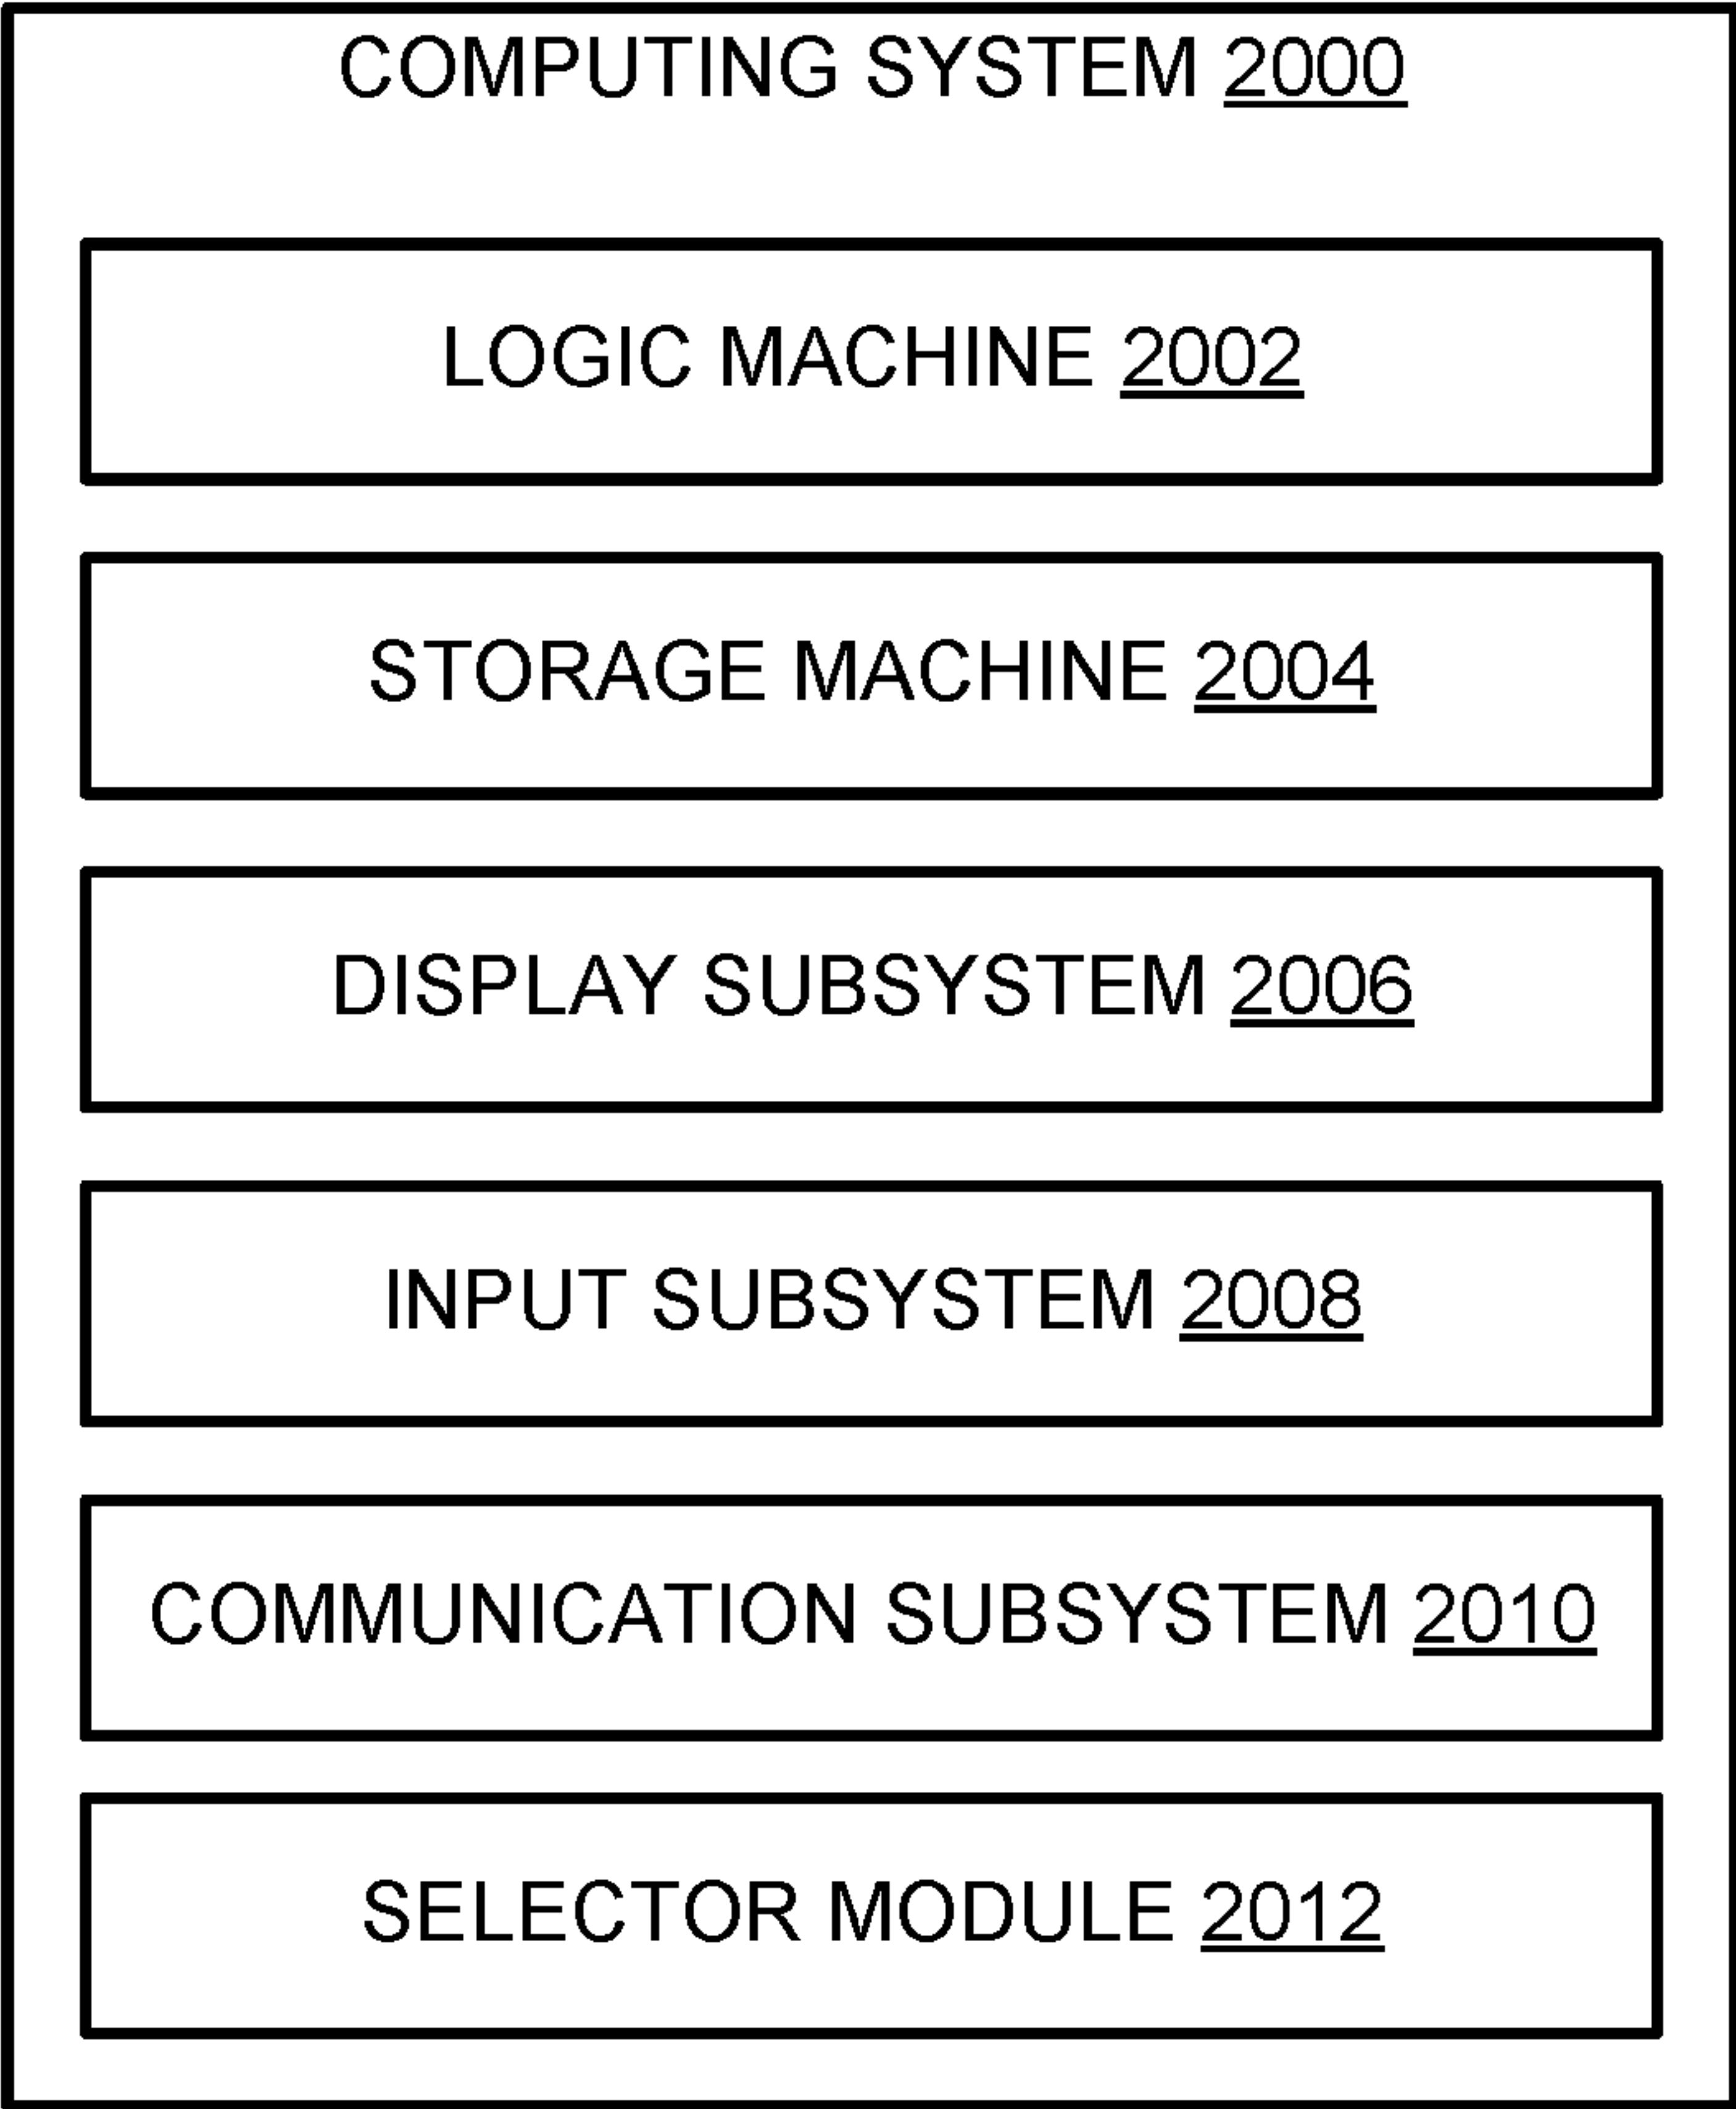 COMPUTING SYSTEM 2000
LOGIC MACHINE 2002
STORAGE MACHINE 2004
DISPLAY SUBSYSTEM 2006
INPUT SUBSYSTEM 2008
COMMUNICATION SUBSYSTEM 2010
SELECTOR MODULE 2012